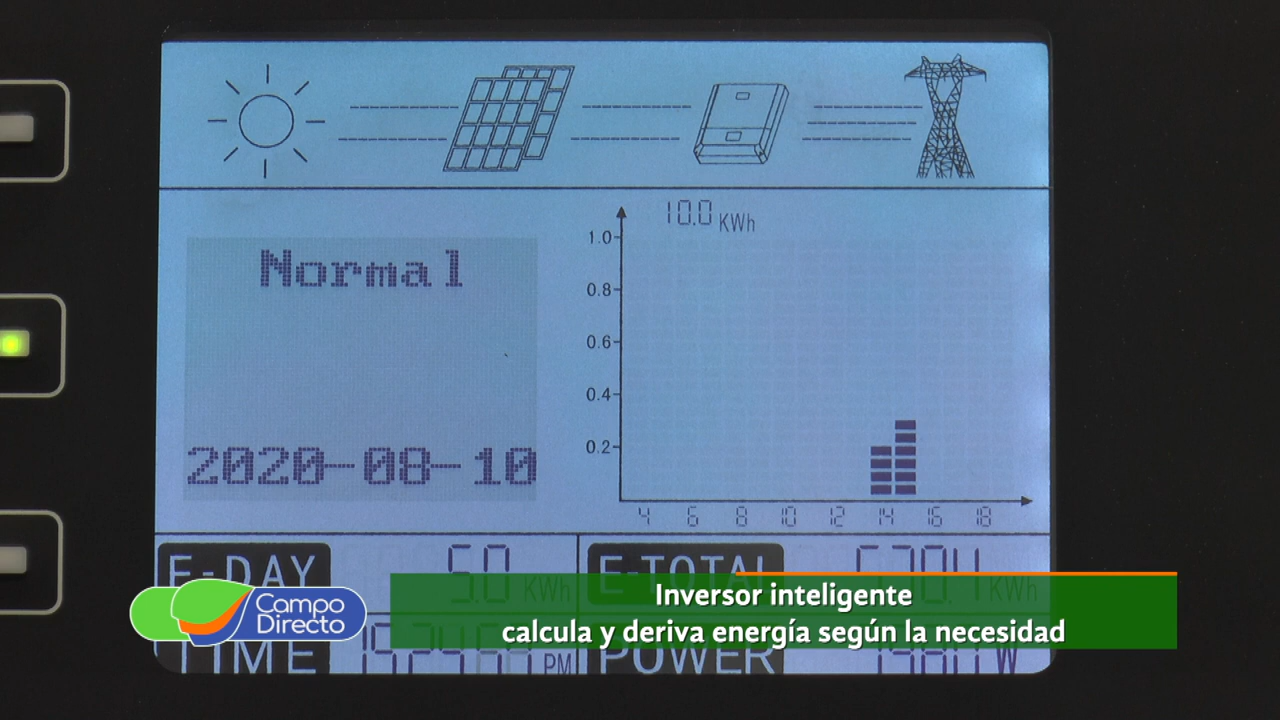 10.0 KWh
1.0
0.8
0.6
0.4
0.2
4 6 8 10 12 14 16 18
Normal
2020-08-10
E-DAY 5.0 KWh
E-TOTAL KWh
TIME PM
POWER W
Campo
Directo
Inversor inteligente
calcula y deriva energía según la necesidad